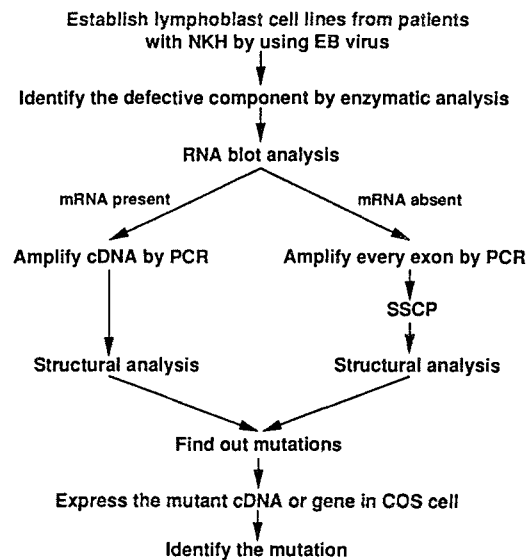 Establish lymphoblast cell lines from patients
with NKH by using EB virus
Identify the defective component by enzymatic analysis
RNA blot analysis
mRNA present
mRNA absent
Amplify cDNA by PCR
Amplify every exon by PCR
SSCP
Structural analysis
Structural analysis
Find out mutations
Express the mutant cDNA or gene in COS cell
Identify the mutation